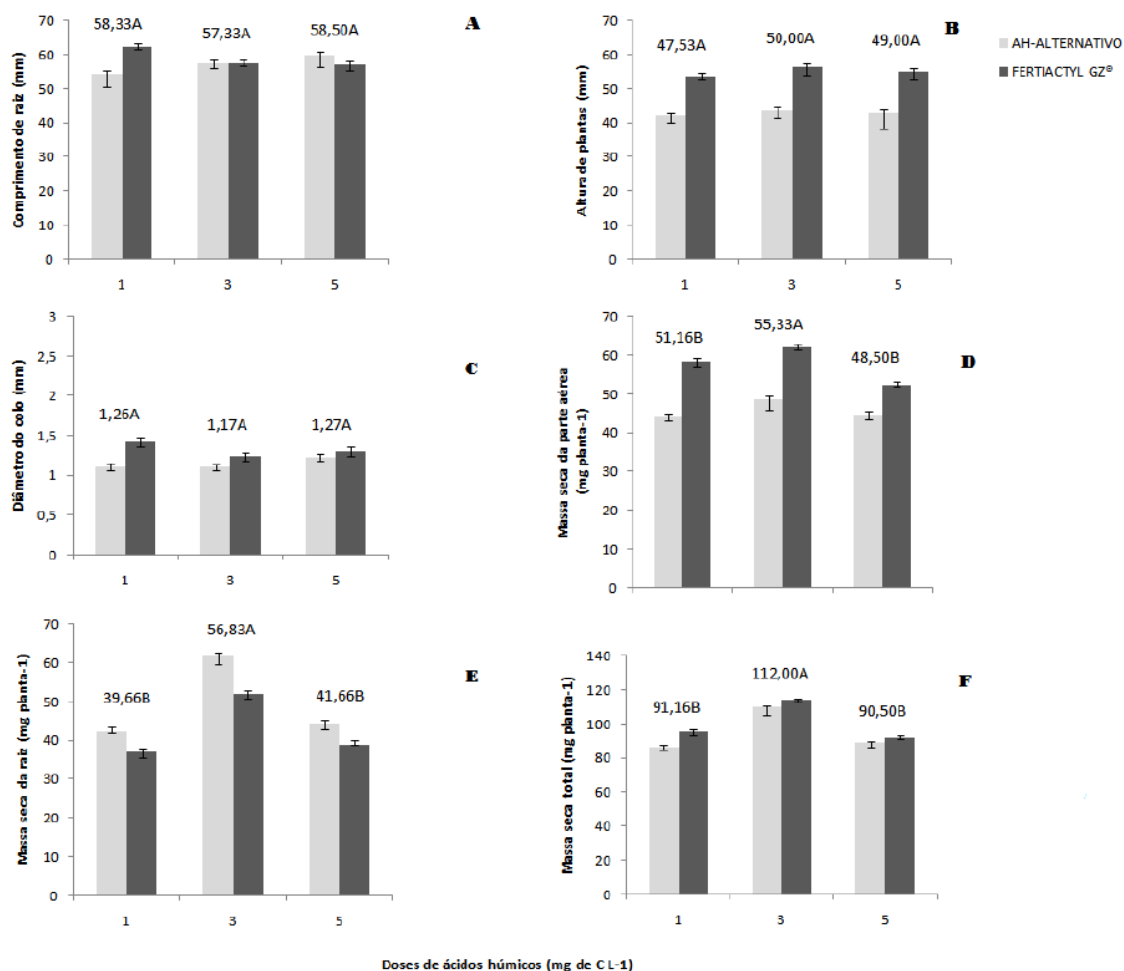 A
58,33A 57,33A 58,50A
Comprimento de raiz (mm)
70
60
50
40
30
20
10
0
1 3 5
B
47,53A 50,00A 49,00A
Altura de plantas (mm)
70
60
50
40
30
20
10
0
1 3 5
AH-ALTERNATIVO
FERTIACTYL GZ®
C
1,26A 1,17A 1,27A
Diâmetro do colo (mm)
3
2,5
2
1,5
1
0,5
0
1 3 5
D
51,16B 55,33A 48,50B
Massa seca da parte aérea
(mg planta-1)
70
60
50
40
30
20
10
0
1 3 5
E
39,66B 56,83A 41,66B
Massa seca da raiz (mg planta-1)
70
60
50
40
30
20
10
0
1 3 5
F
91,16B 112,00A 90,50B
Massa seca total (mg planta-1)
140
120
100
80
60
40
20
0
1 3 5
Doses de ácidos húmicos (mg de C L-1)